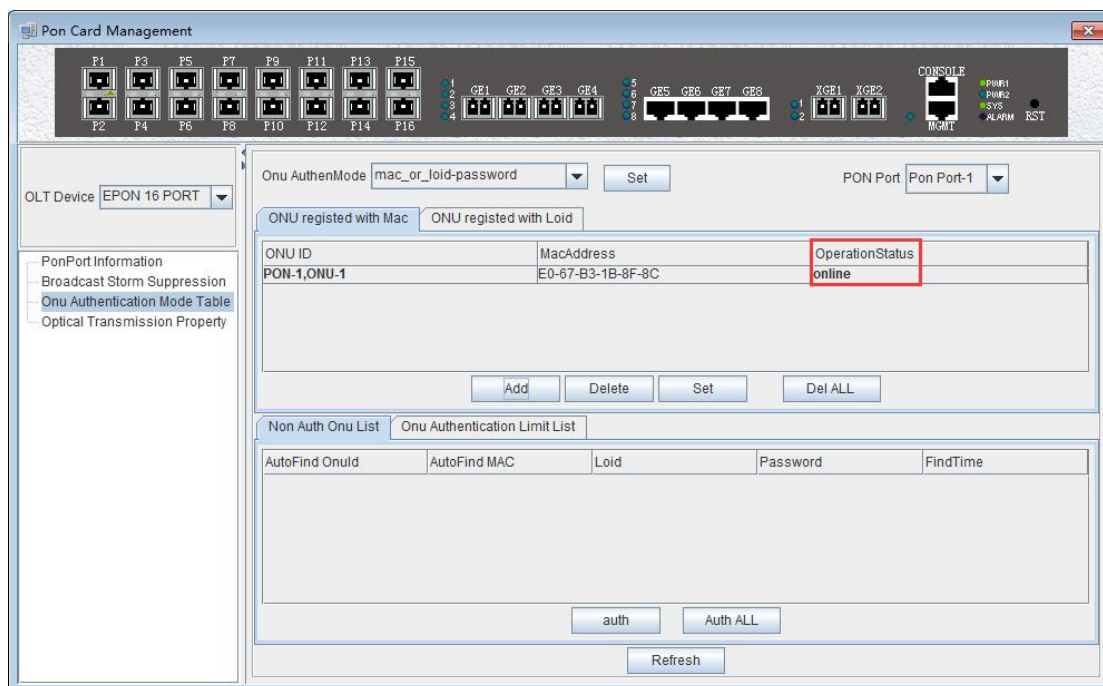 Pon Card Management
P1 P3 P5 P7 P9 P11 P13 P15
P2 P4 P6 P8 P10 P12 P14 P16
1
2
3
4
GE1 GE2 GE3 GE4
5
6
7
8
GE5 GE6 GE7 GE8
1
2
XGE1 XGE2
CONSOLE
MGMT
PWR1
PWR2
SYS
ALARM
RST
OLT Device EPON 16 PORT
PonPort Information
Broadcast Storm Suppression
Onu Authentication Mode Table
Optical Transmission Property
Onu AuthenMode mac_or_loid-password Set PON Port Pon Port-1
ONU registed with Mac ONU registed with Loid
ONU ID MacAddress OperationStatus
PON-1,ONU-1 E0-67-B3-1B-8F-8C online
Add Delete Set Del ALL
Non Auth Onu List Onu Authentication Limit List
AutoFind OnuId AutoFind MAC Loid Password FindTime
auth Auth ALL
Refresh